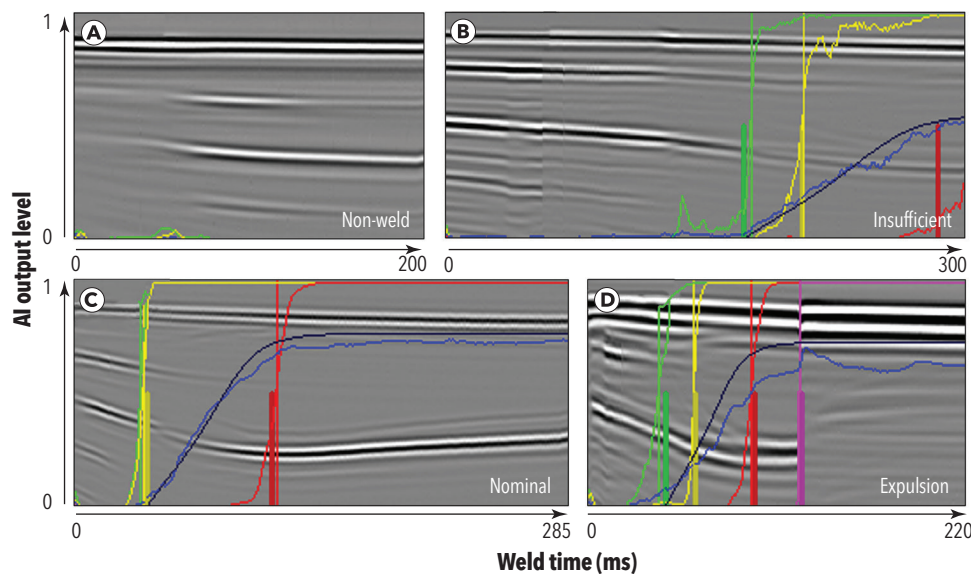 1
A
Non-weld
0
200
B
Insufficient
0
300
AI output level
1
C
Nominal
0
0
285
D
Expulsion
0
220
Weld time (ms)